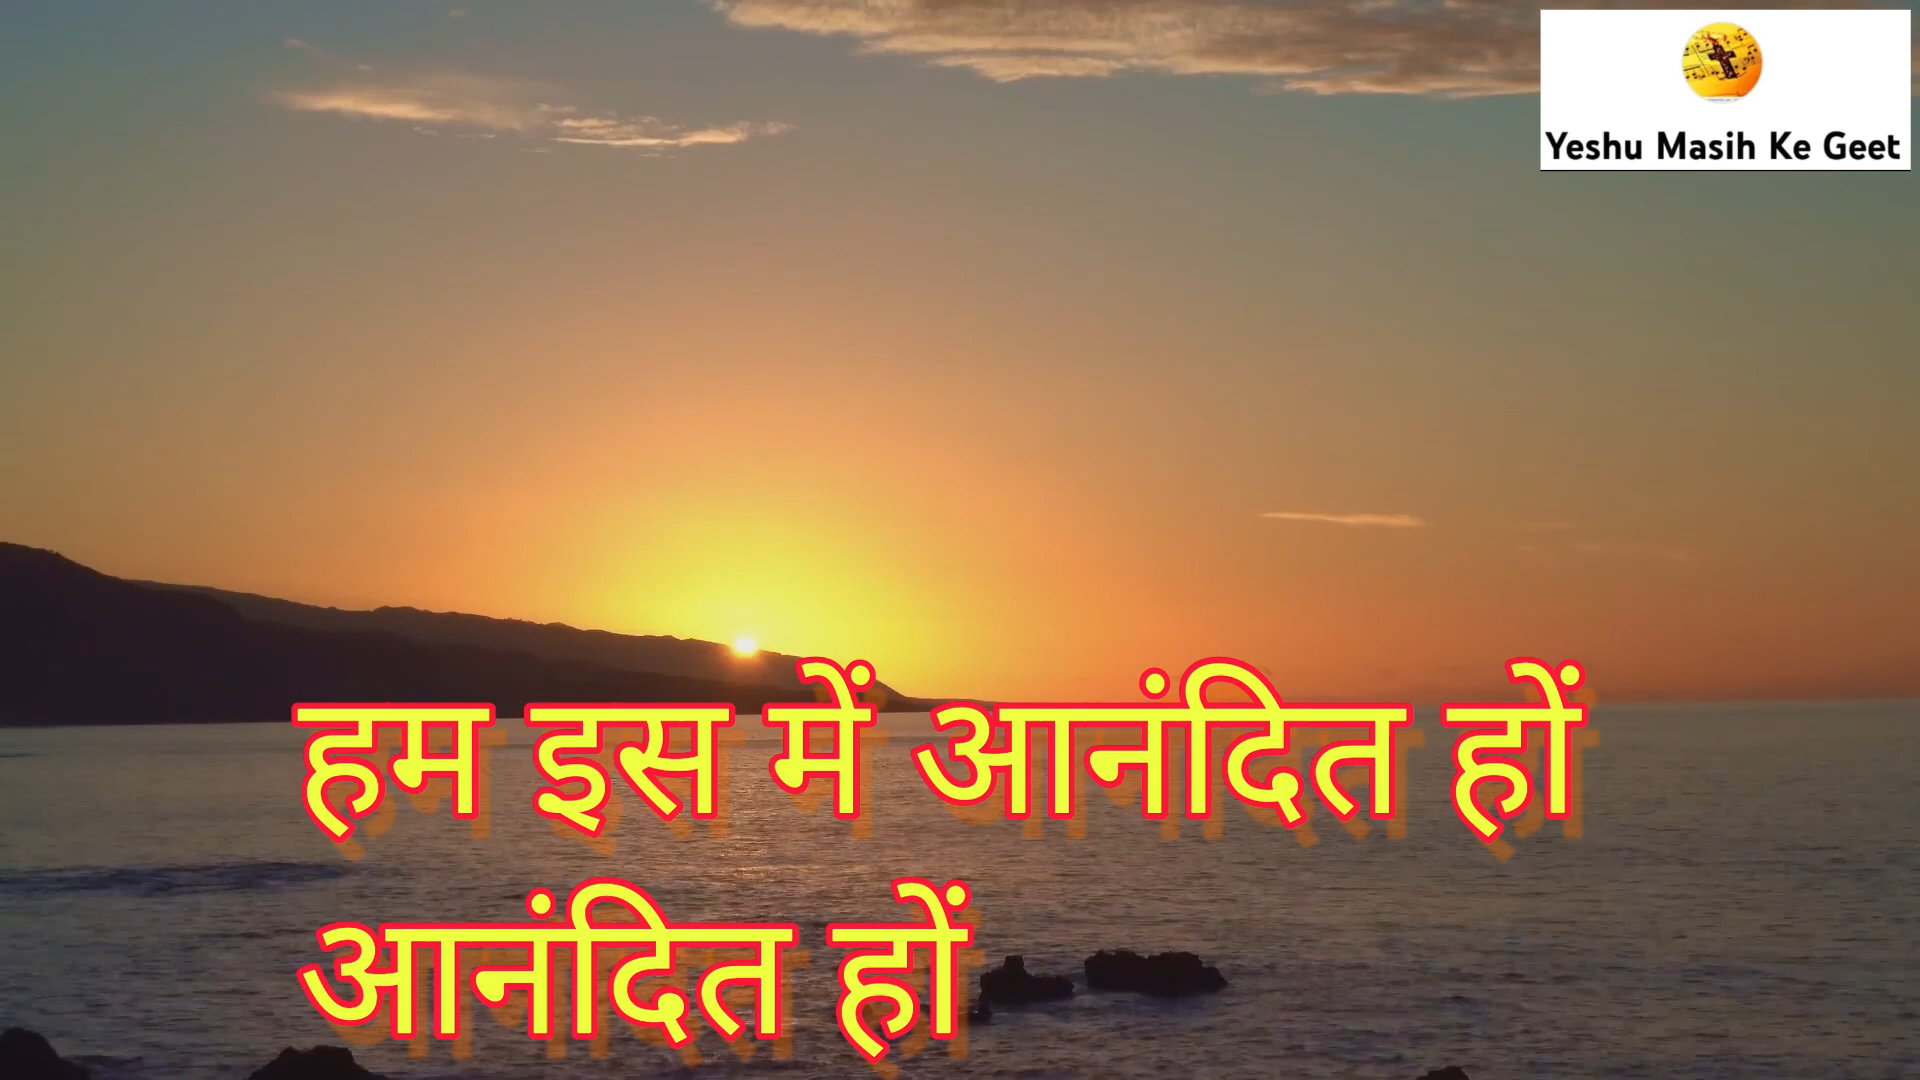 Yeshu Masih Ke Geet
हम इस में आनंदित हों
आनंदित हों